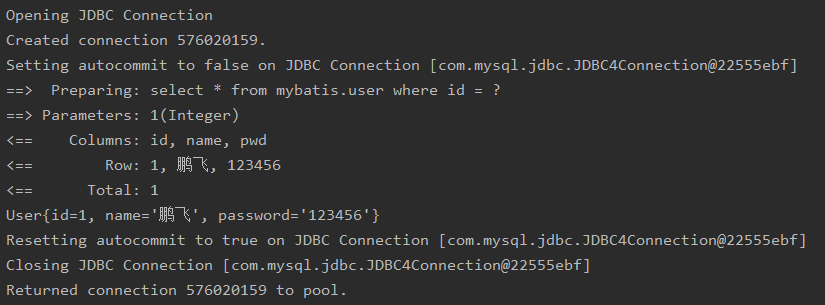 Opening JDBC Connection
Created connection 576020159.
Setting autocommit to false on JDBC Connection [com.mysql.jdbc.JDBC4Connection@22555ebf]
==>  Preparing: select * from mybatis.user where id = ?
==> Parameters: 1(Integer)
<==    Columns: id, name, pwd
<==        Row: 1, 鹏飞, 123456
<==      Total: 1
User{id=1, name='鹏飞', password='123456'}
Resetting autocommit to true on JDBC Connection [com.mysql.jdbc.JDBC4Connection@22555ebf]
Closing JDBC Connection [com.mysql.jdbc.JDBC4Connection@22555ebf]
Returned connection 576020159 to pool.